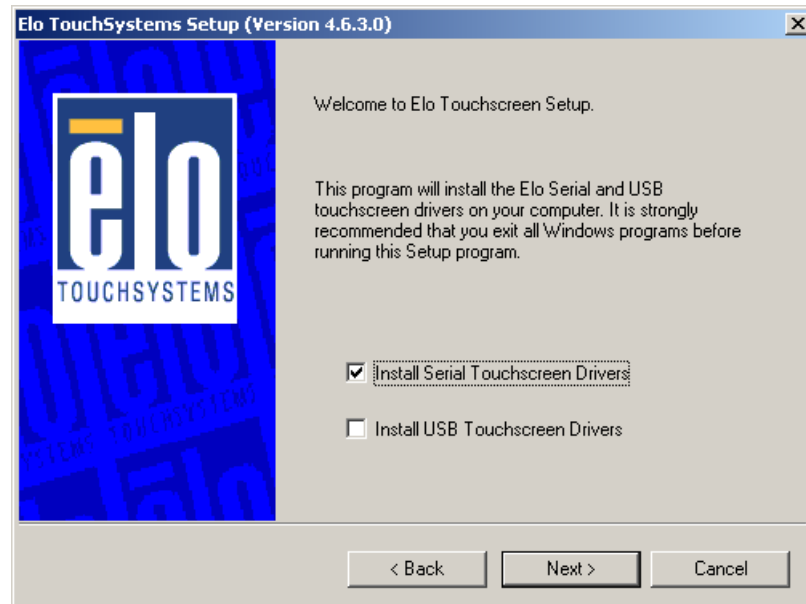 Elo TouchSystems Setup (Version 4.6.3.0)
elo
TOUCHSYSTEMS
Welcome to Elo Touchscreen Setup.
This program will install the Elo Serial and USB
touchscreen drivers on your computer. It is strongly
recommended that you exit all Windows programs before
running this Setup program.
Install Serial Touchscreen Drivers
Install USB Touchscreen Drivers
< Back
Next >
Cancel